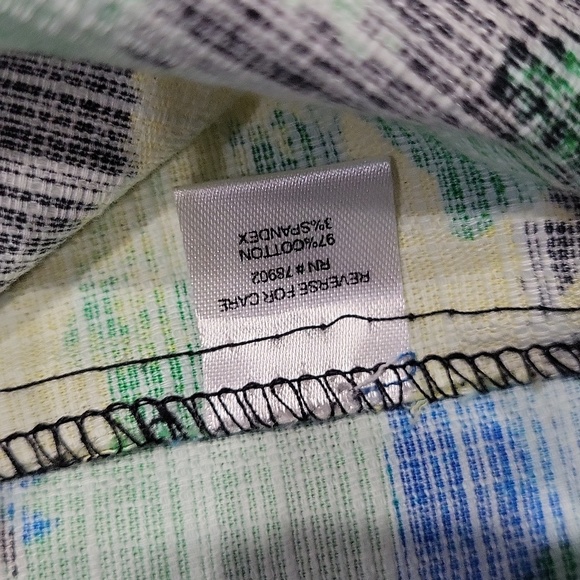 97%COTTON
3%SPANDEX
RN # 78902
REVERSE FOR CARE